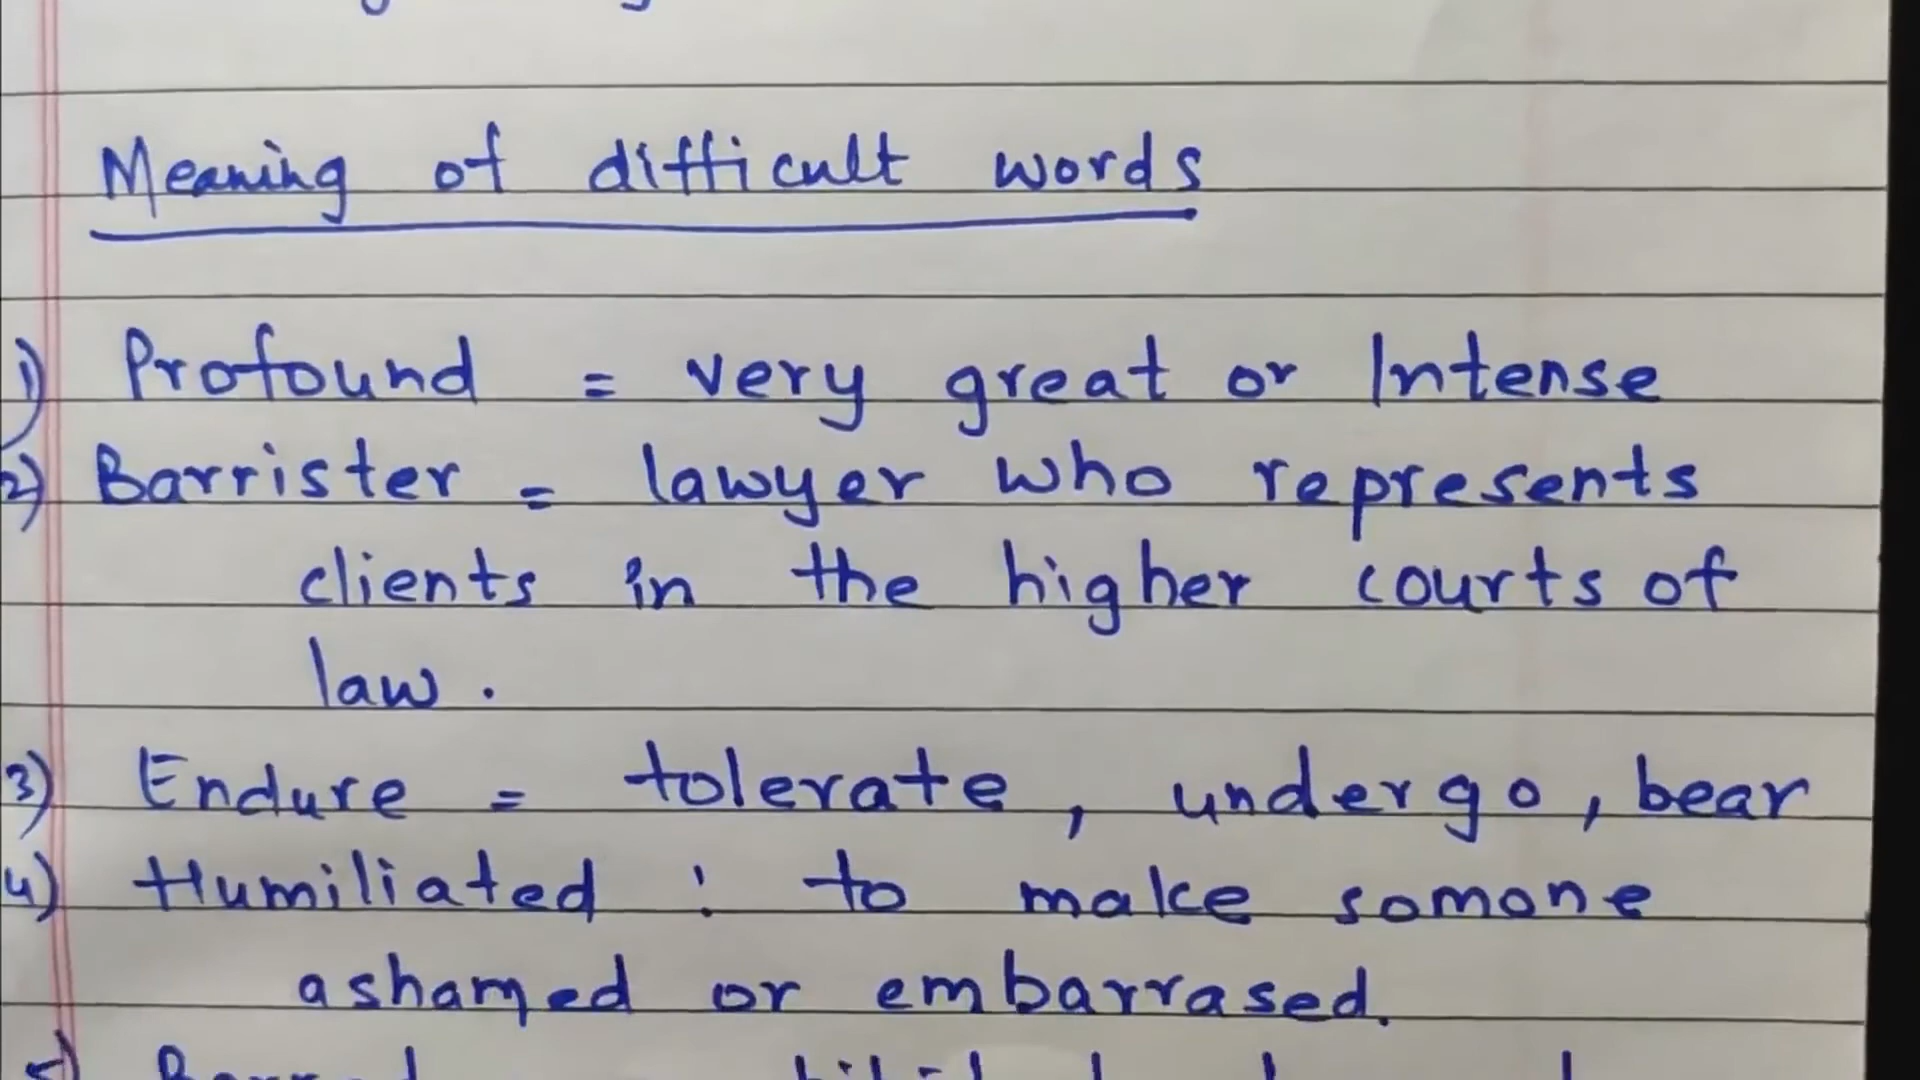 Meaning of difficult words
1) Profound = very great or Intense
2) Barrister = lawyer who represents
clients in the higher courts of
law.
3) Endure = tolerate, undergo, bear
4) Humiliated : to make somone
ashamed or embarrased.
5)